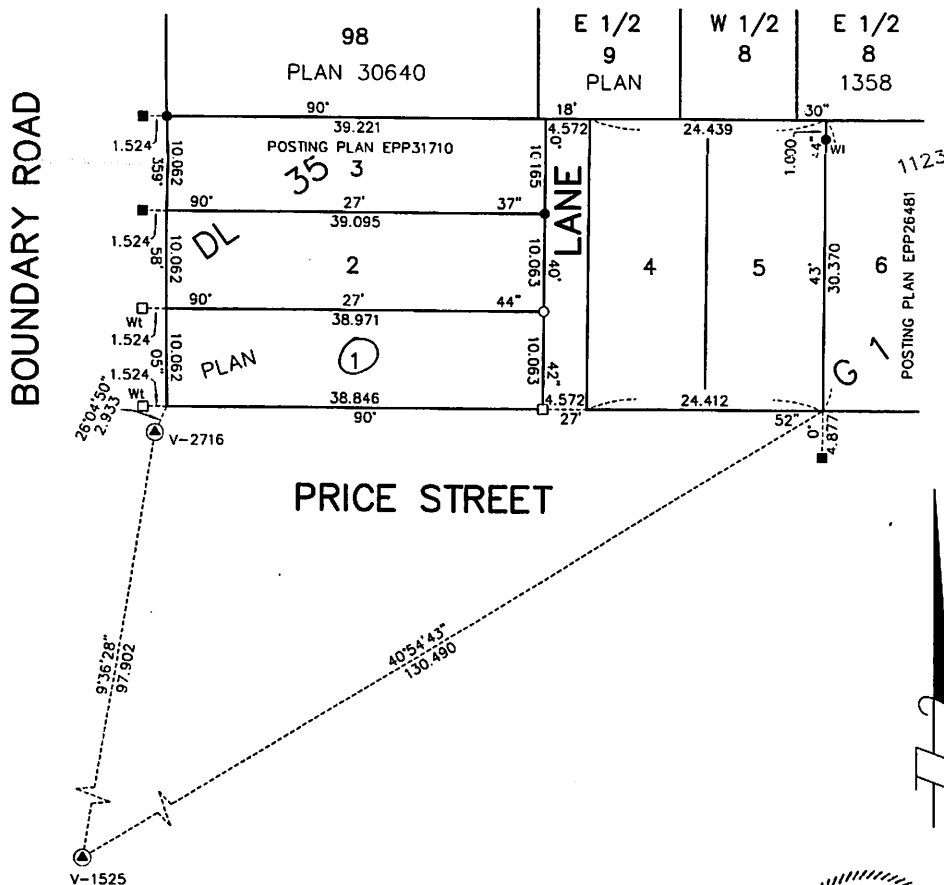 E 1/2
9
PLAN
W 1/2
8
E 1/2
8
1358
98
PLAN 30640
BOUNDARY ROAD
90' 18' 30"
39.221 4.572 24.439
1.524
10.062
359'
POSTING PLAN EPP31710
35 3
10.165
0'
LANE
1.000
44"
WI
1123
90' 27' 37"
39.095
1.524
10.062
58'
DL
2
10.063
40'
4
5
43'
30.370
6
POSTING PLAN EPP26481
90' 27' 44"
38.971
Wt
1.524
10.062
05"
PLAN
1
10.063
42"
G 1
1.524
Wt
38.846 4.572 24.412
90' 27' 52"
0'
4.877
26°04'50"
2.933
V-2716
PRICE STREET
9°36'28"
97.902
40°54'43"
130.490
V-1525